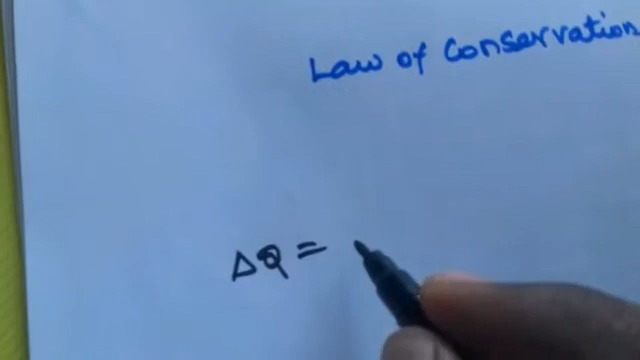 Law of Conservation
ΔQ =